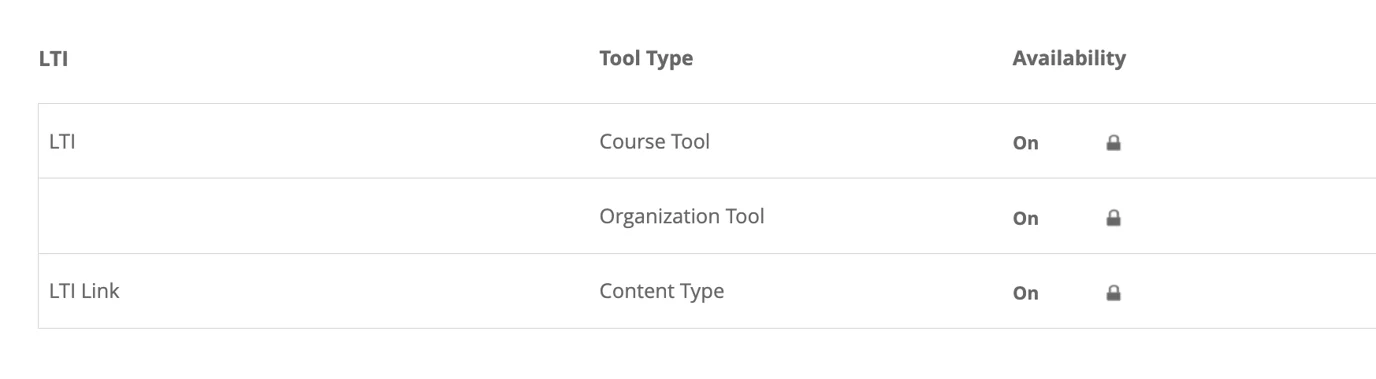 LTI Tool Type Availability
LTI Course Tool On
Organization Tool On
LTI Link Content Type On